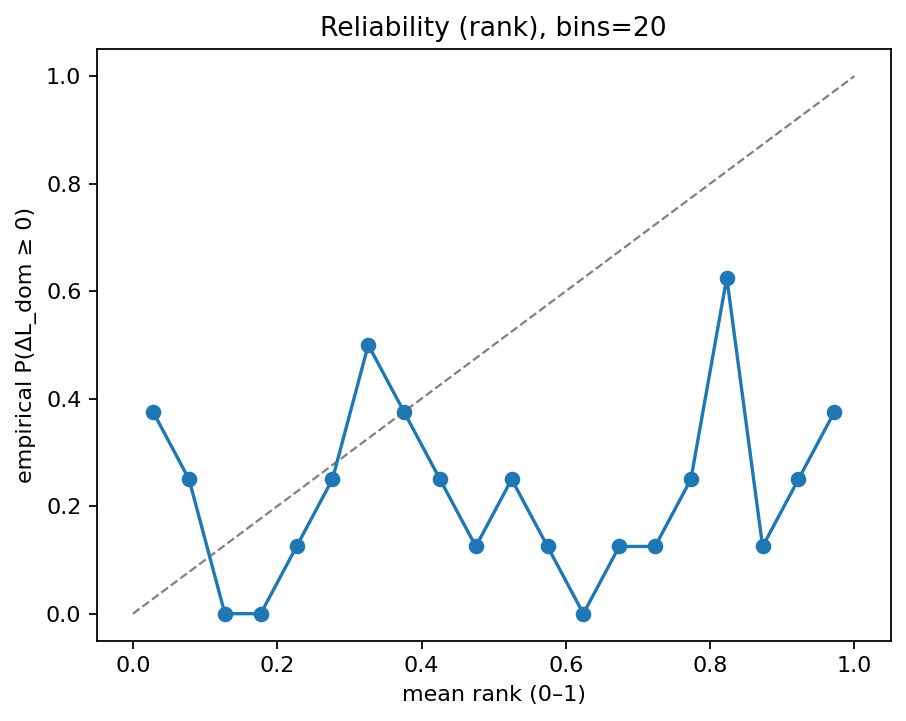 Reliability (rank), bins=20
empirical P(ΔL_dom ≥ 0)
1.0
0.8
0.6
0.4
0.2
0.0
0.0 0.2 0.4 0.6 0.8 1.0
mean rank (0–1)